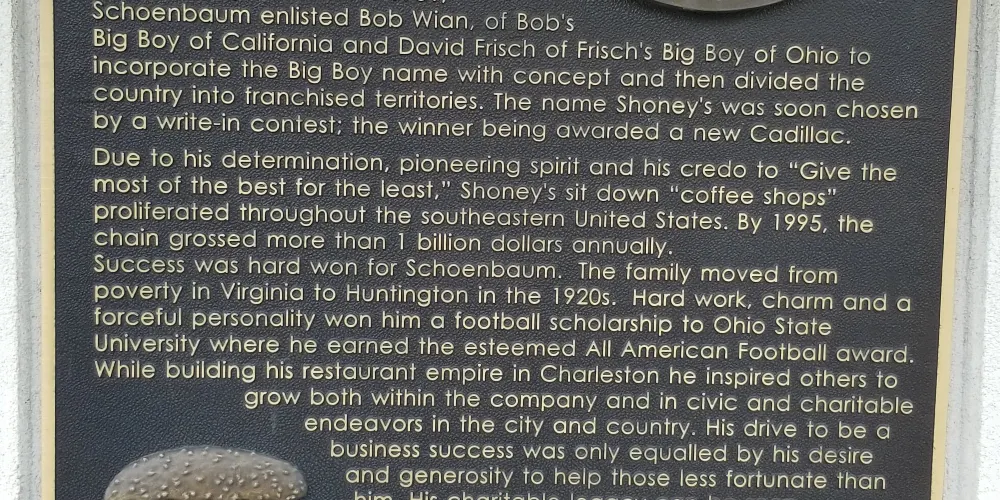 Schoenbaum enlisted Bob Wian, of Bob's
Big Boy of California and David Frisch of Frisch's Big Boy of Ohio to
incorporate the Big Boy name with concept and then divided the
country into franchised territories. The name Shoney's was soon chosen
by a write-in contest; the winner being awarded a new Cadillac.
Due to his determination, pioneering spirit and his credo to “Give the
most of the best for the least,” Shoney's sit down “coffee shops”
proliferated throughout the southeastern United States. By 1995, the
chain grossed more than 1 billion dollars annually.
Success was hard won for Schoenbaum. The family moved from
poverty in Virginia to Huntington in the 1920s. Hard work, charm and a
forceful personality won him a football scholarship to Ohio State
University where he earned the esteemed All American Football award.
While building his restaurant empire in Charleston he inspired others to
grow both within the company and in civic and charitable
endeavors in the city and country. His drive to be a
business success was only equalled by his desire
and generosity to help those less fortunate than
him. His charitable legacy can